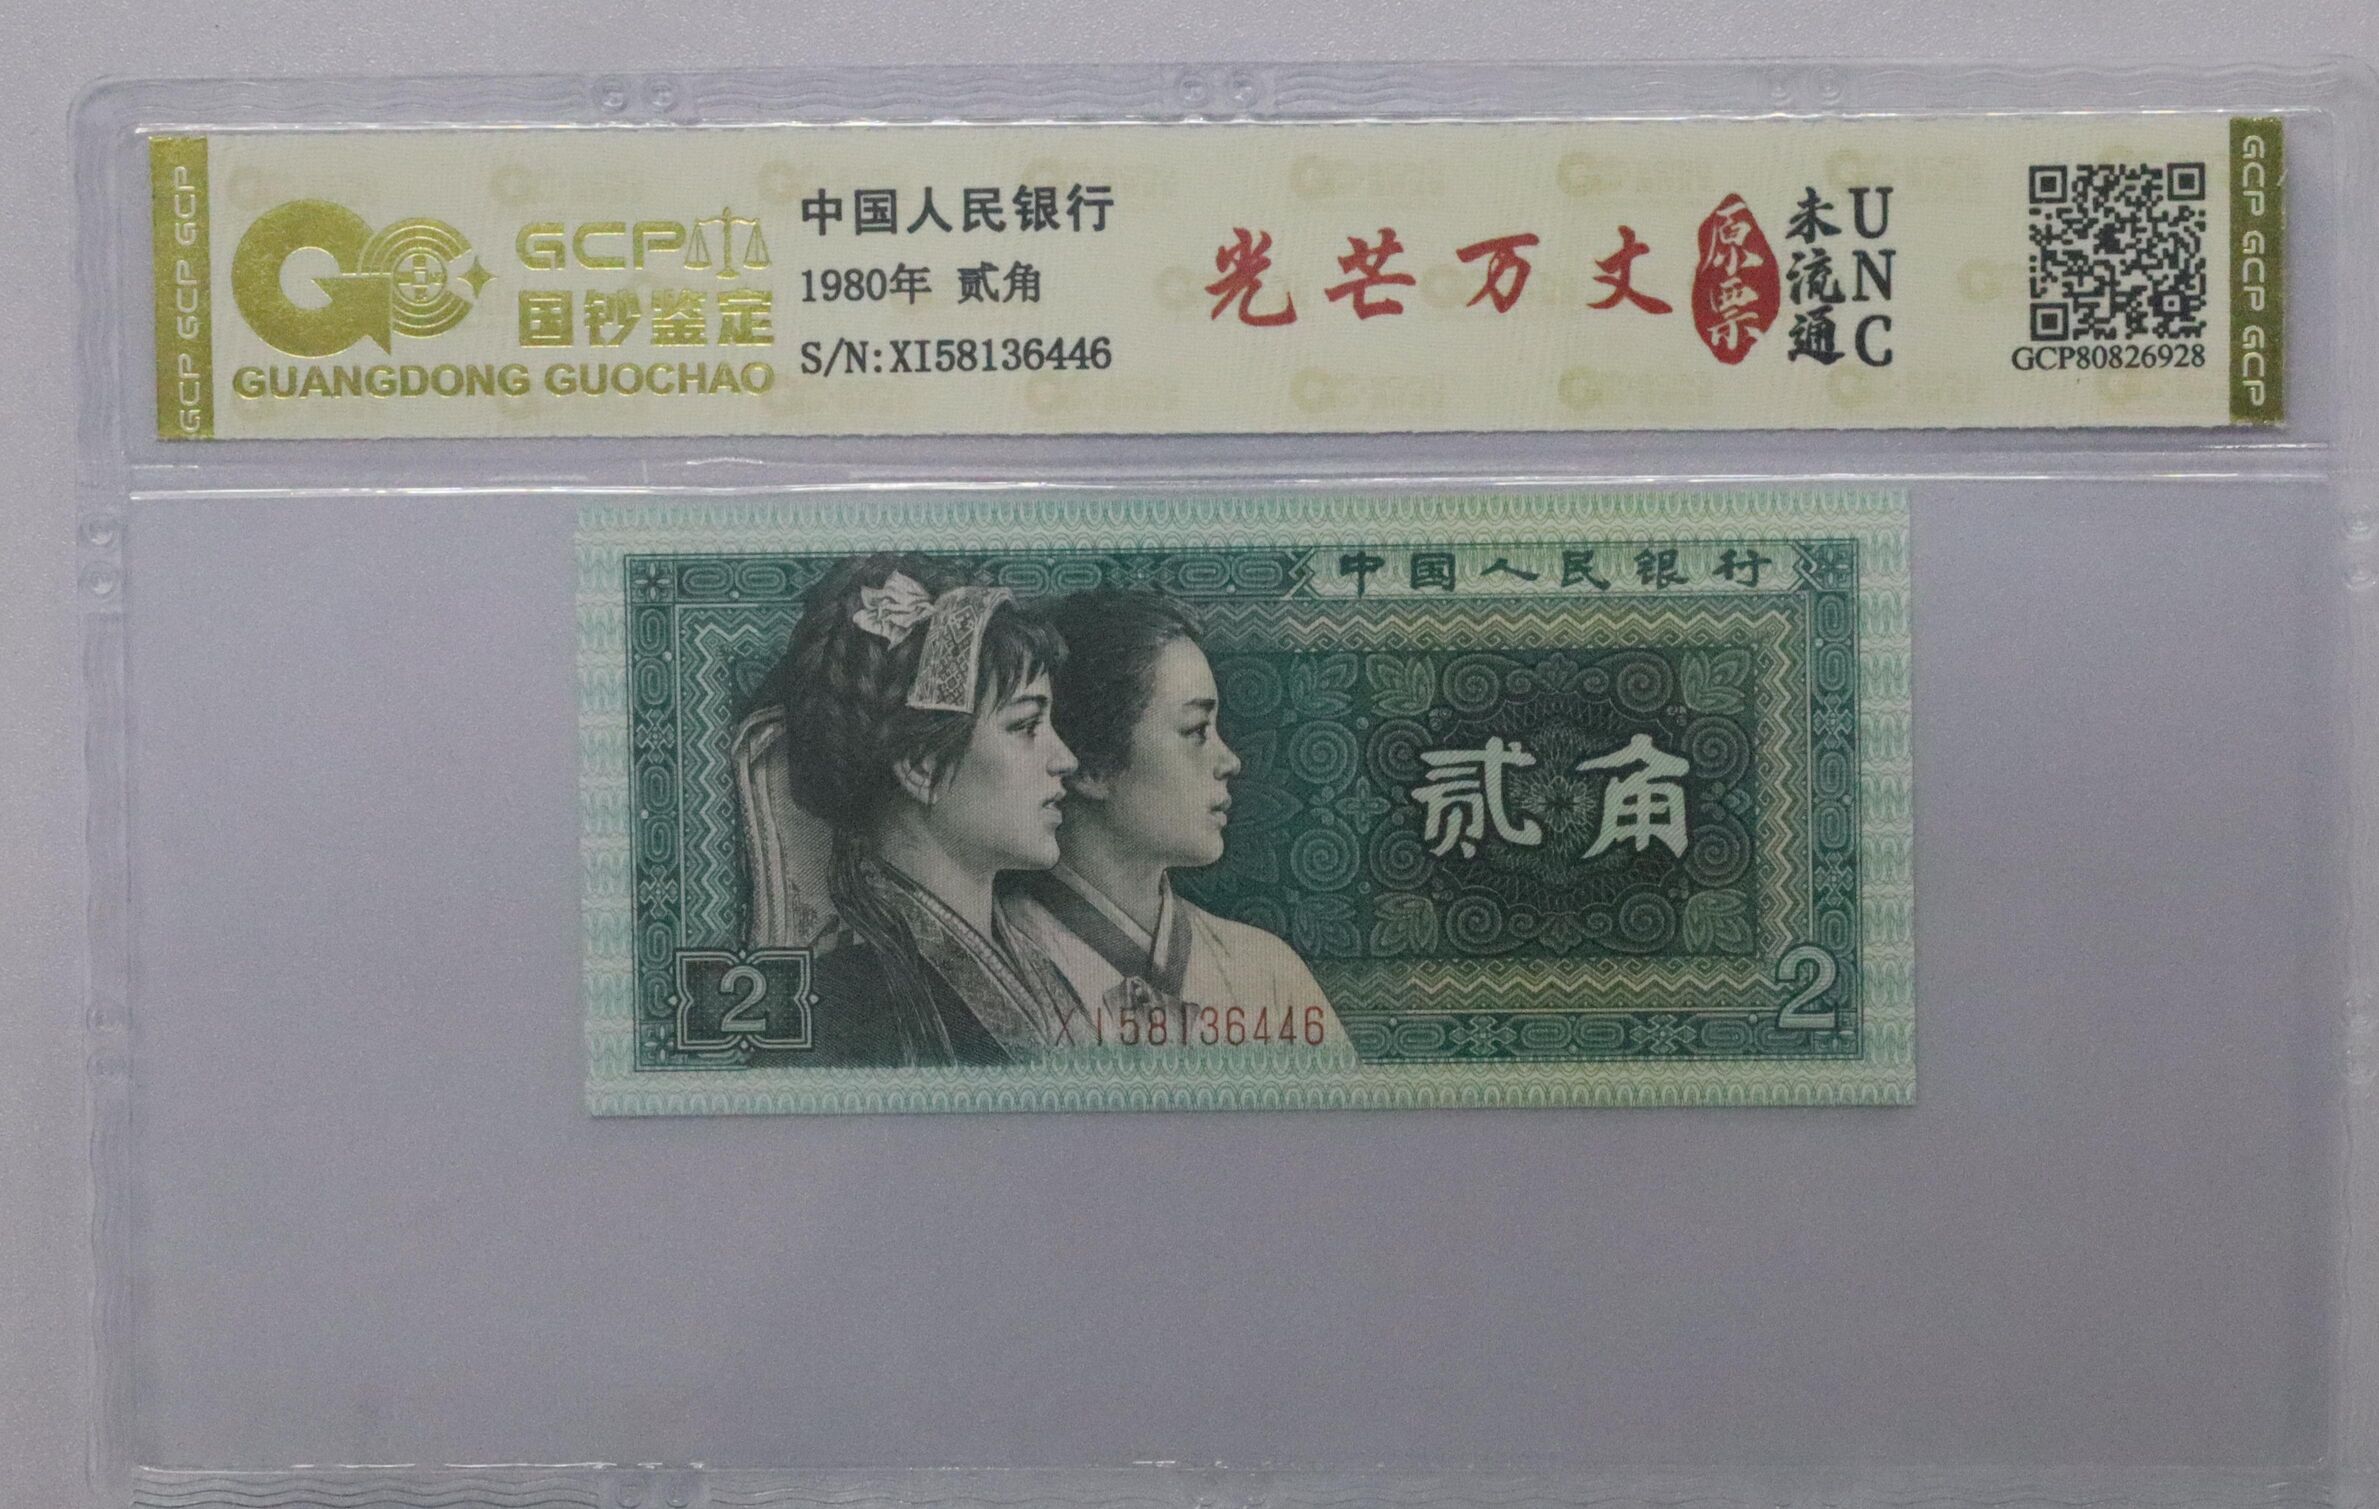 GCP GCP GCP
GCP
国钞鉴定
GUANGDONG GUOCHAO
中国人民银行
1980年 贰角
S/N:XI58136446
光芒万丈
原票
未流通
UNC
GCP80826928
GCP GCP GCP
中国人民银行
贰角
2
XI58136446
2